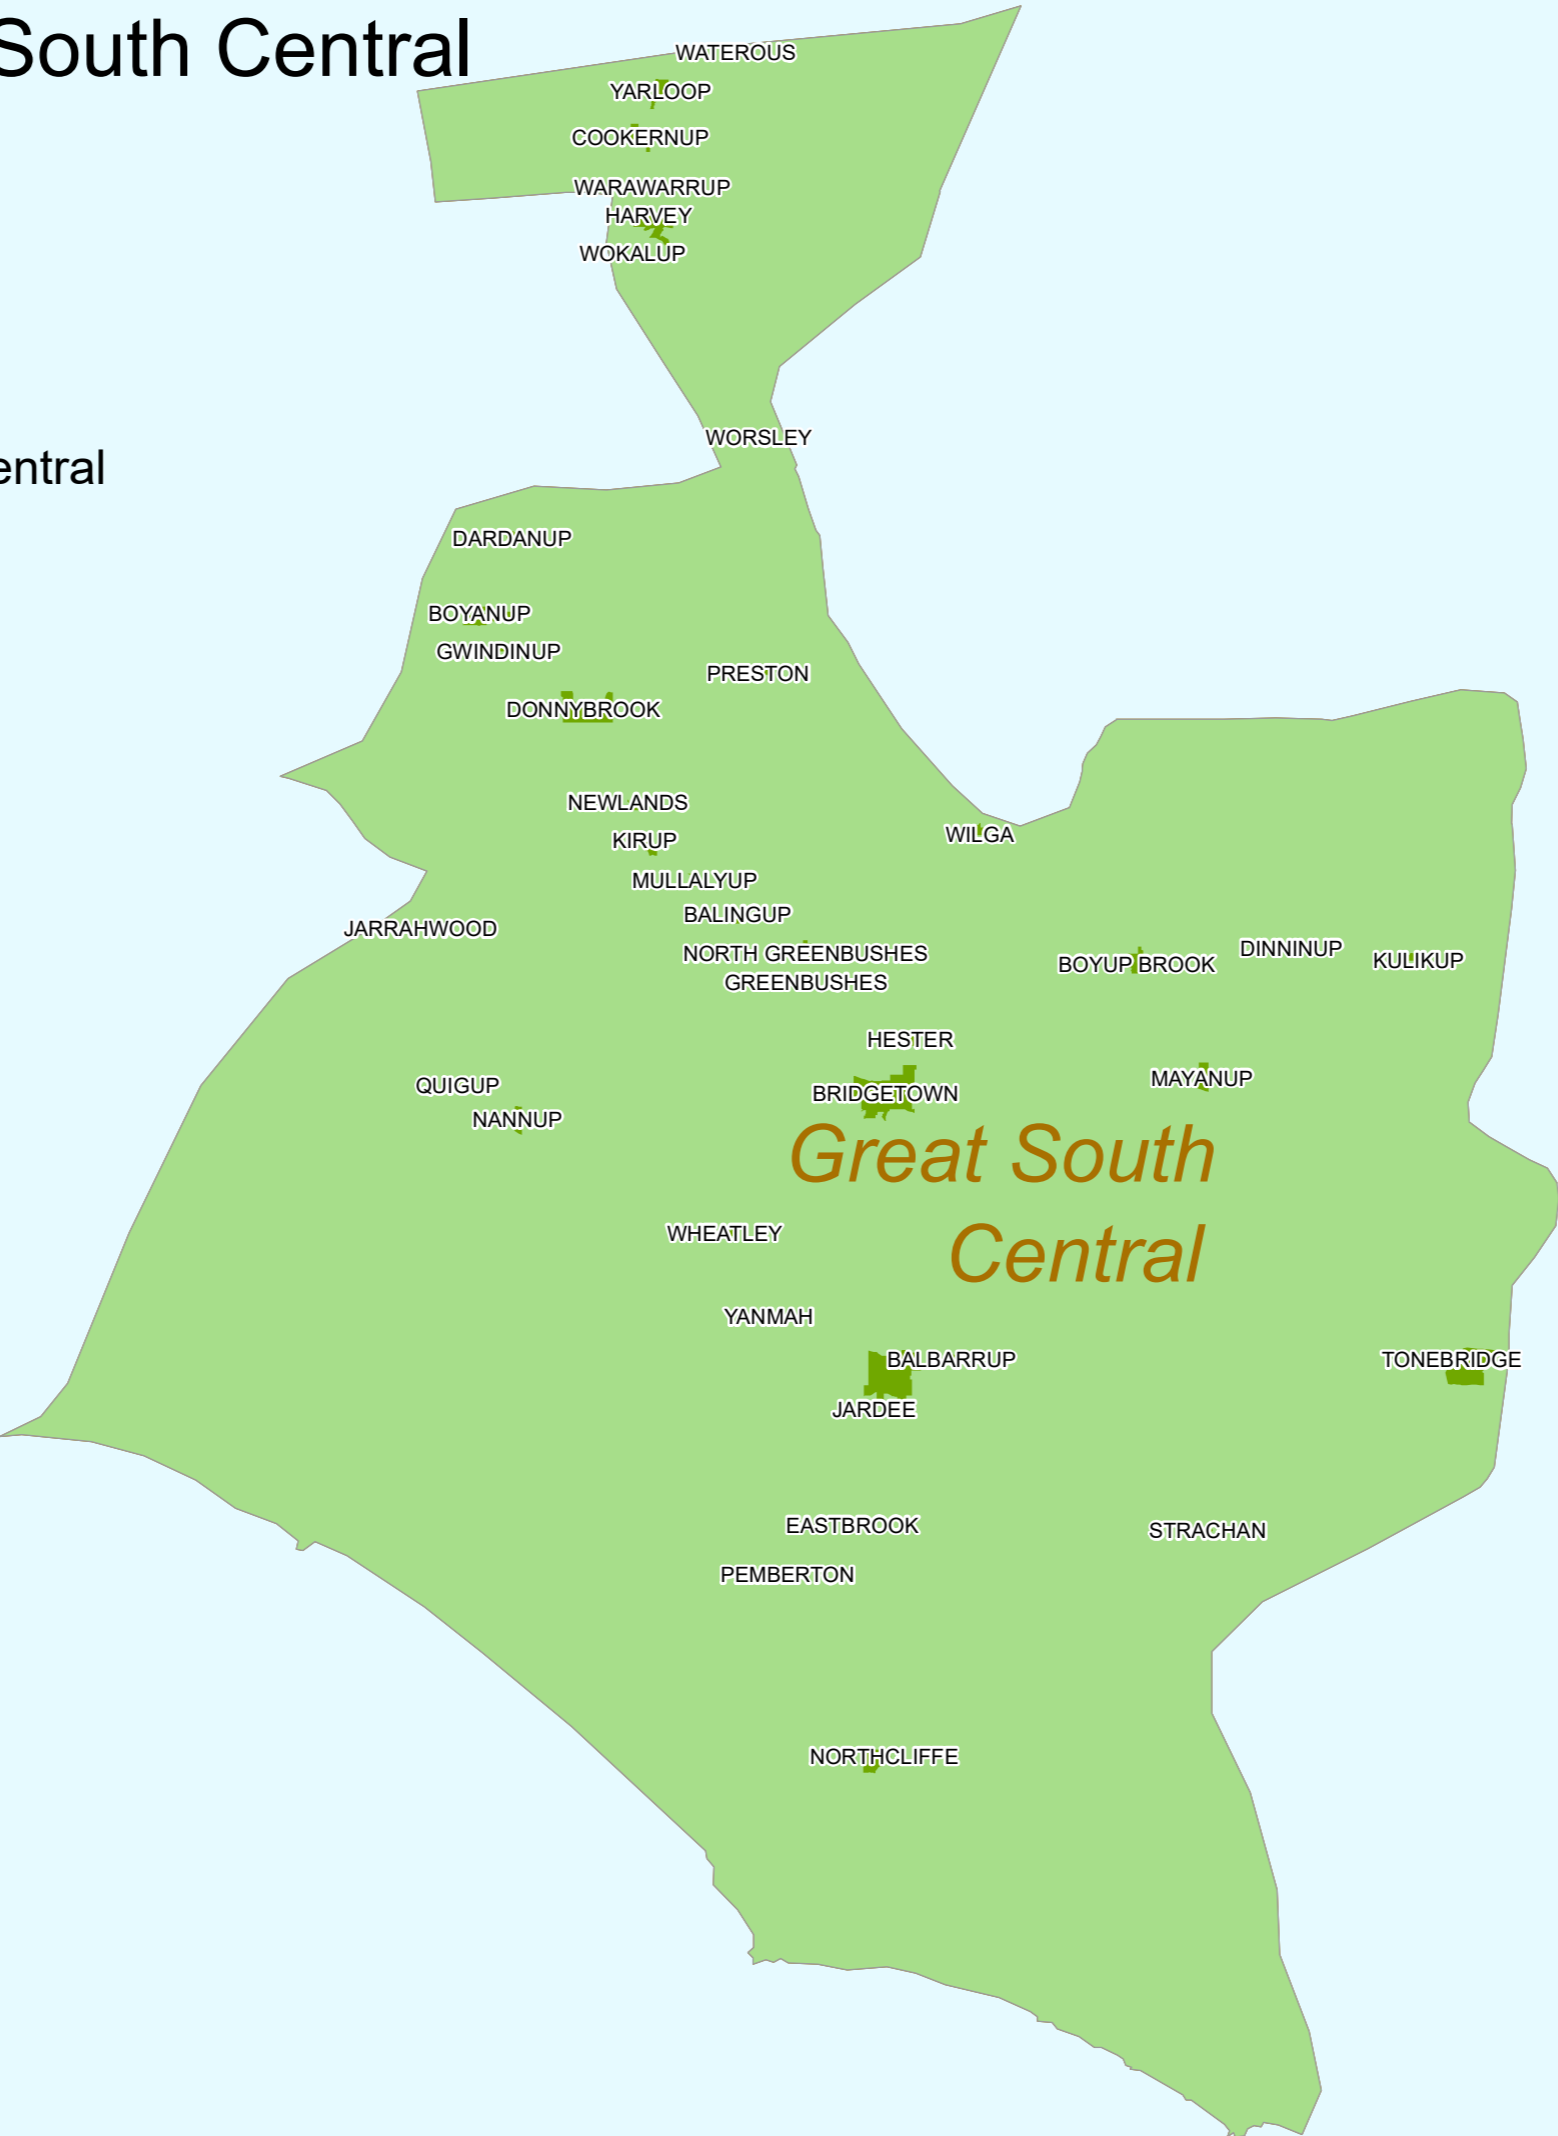 South Central
WATEROUS
YARLOOP
COOKERNUP
WARAWARRUP
HARVEY
WOKALUP
WORSLEY
entral
DARDANUP
BOYANUP
GWINDINUP
PRESTON
DONNYBROOK
NEWLANDS
WILGA
KIRUP
MULLALYUP
BALINGUP
JARRAHWOOD
NORTH GREENBUSHES
DINNINUP
BOYUP BROOK
KULIKUP
GREENBUSHES
HESTER
QUIGUP
MAYANUP
BRIDGETOWN
NANNUP
Great South
Central
WHEATLEY
YANMAH
BALBARRUP
TONEBRIDGE
JARDEE
EASTBROOK
STRACHAN
PEMBERTON
NORTHCLIFFE